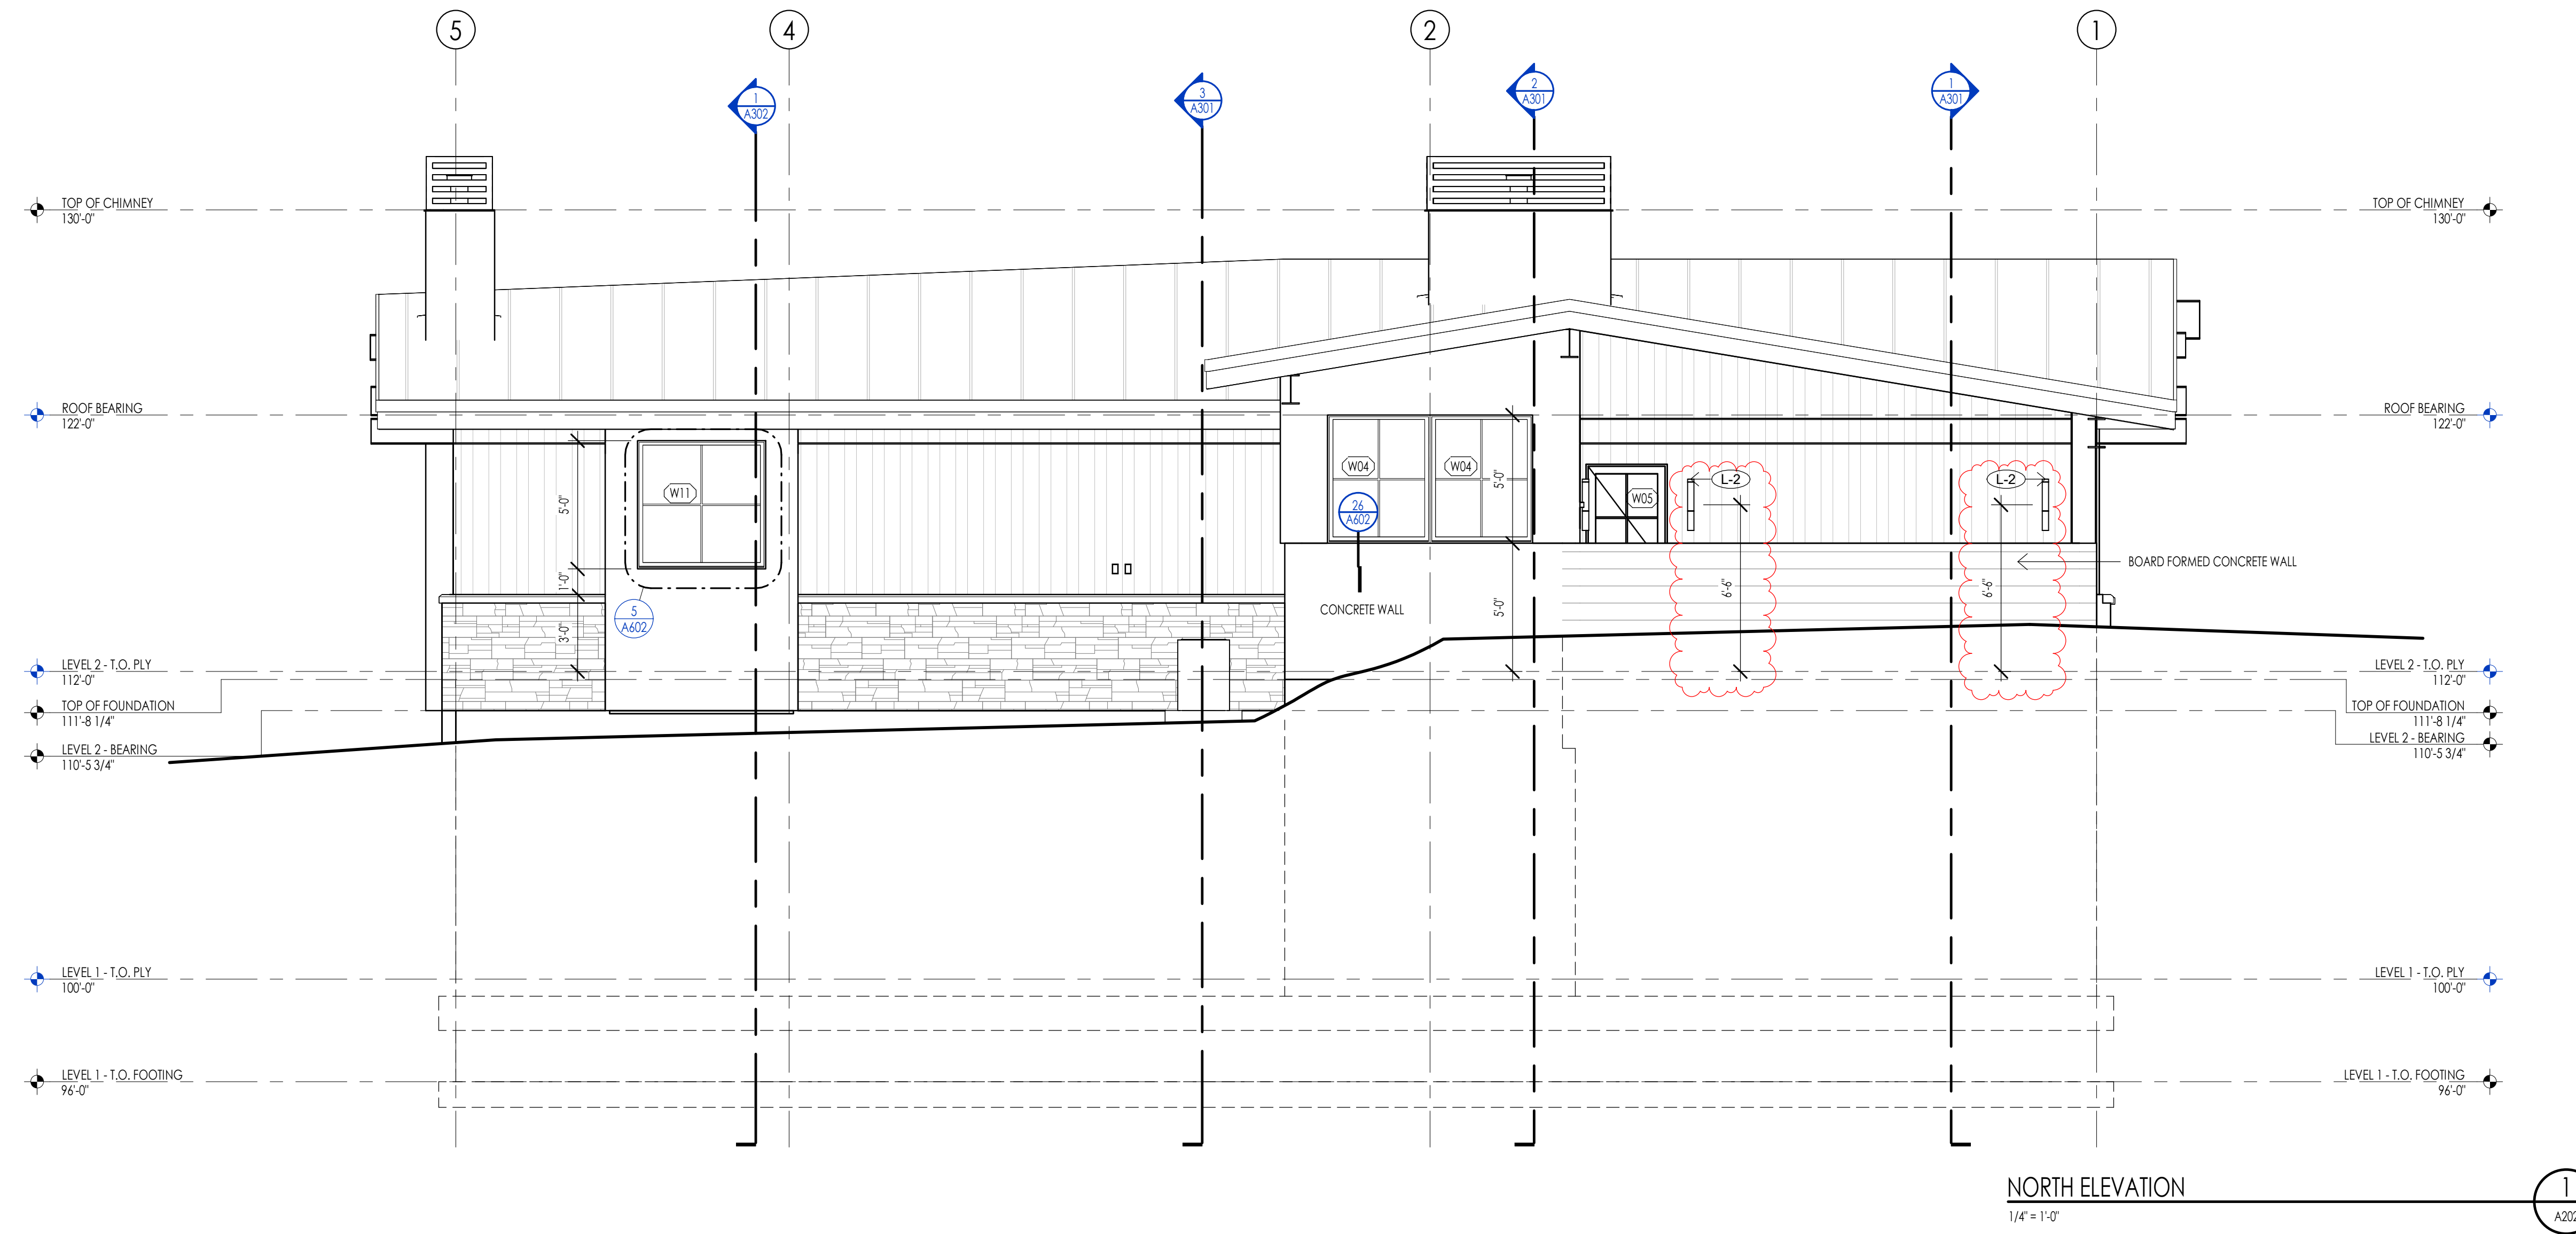 5
4
2
1
1
A302
3
A301
2
A301
1
A301
TOP OF CHIMNEY
130'-0"
TOP OF CHIMNEY
130'-0"
ROOF BEARING
122'-0"
ROOF BEARING
122'-0"
W11
5'-0"
1'-0"
3'-0"
5
A602
W04
W04
5'-0"
26
A602
W05
L-2
L-2
6'-6"
6'-6"
5'-0"
BOARD FORMED CONCRETE WALL
CONCRETE WALL
LEVEL 2 - T.O. PLY
112'-0"
LEVEL 2 - T.O. PLY
112'-0"
TOP OF FOUNDATION
111'-8 1/4"
TOP OF FOUNDATION
111'-8 1/4"
LEVEL 2 - BEARING
110'-5 3/4"
LEVEL 2 - BEARING
110'-5 3/4"
LEVEL 1 - T.O. PLY
100'-0"
LEVEL 1 - T.O. PLY
100'-0"
LEVEL 1 - T.O. FOOTING
96'-0"
LEVEL 1 - T.O. FOOTING
96'-0"
NORTH ELEVATION
1/4" = 1'-0"
1
A202